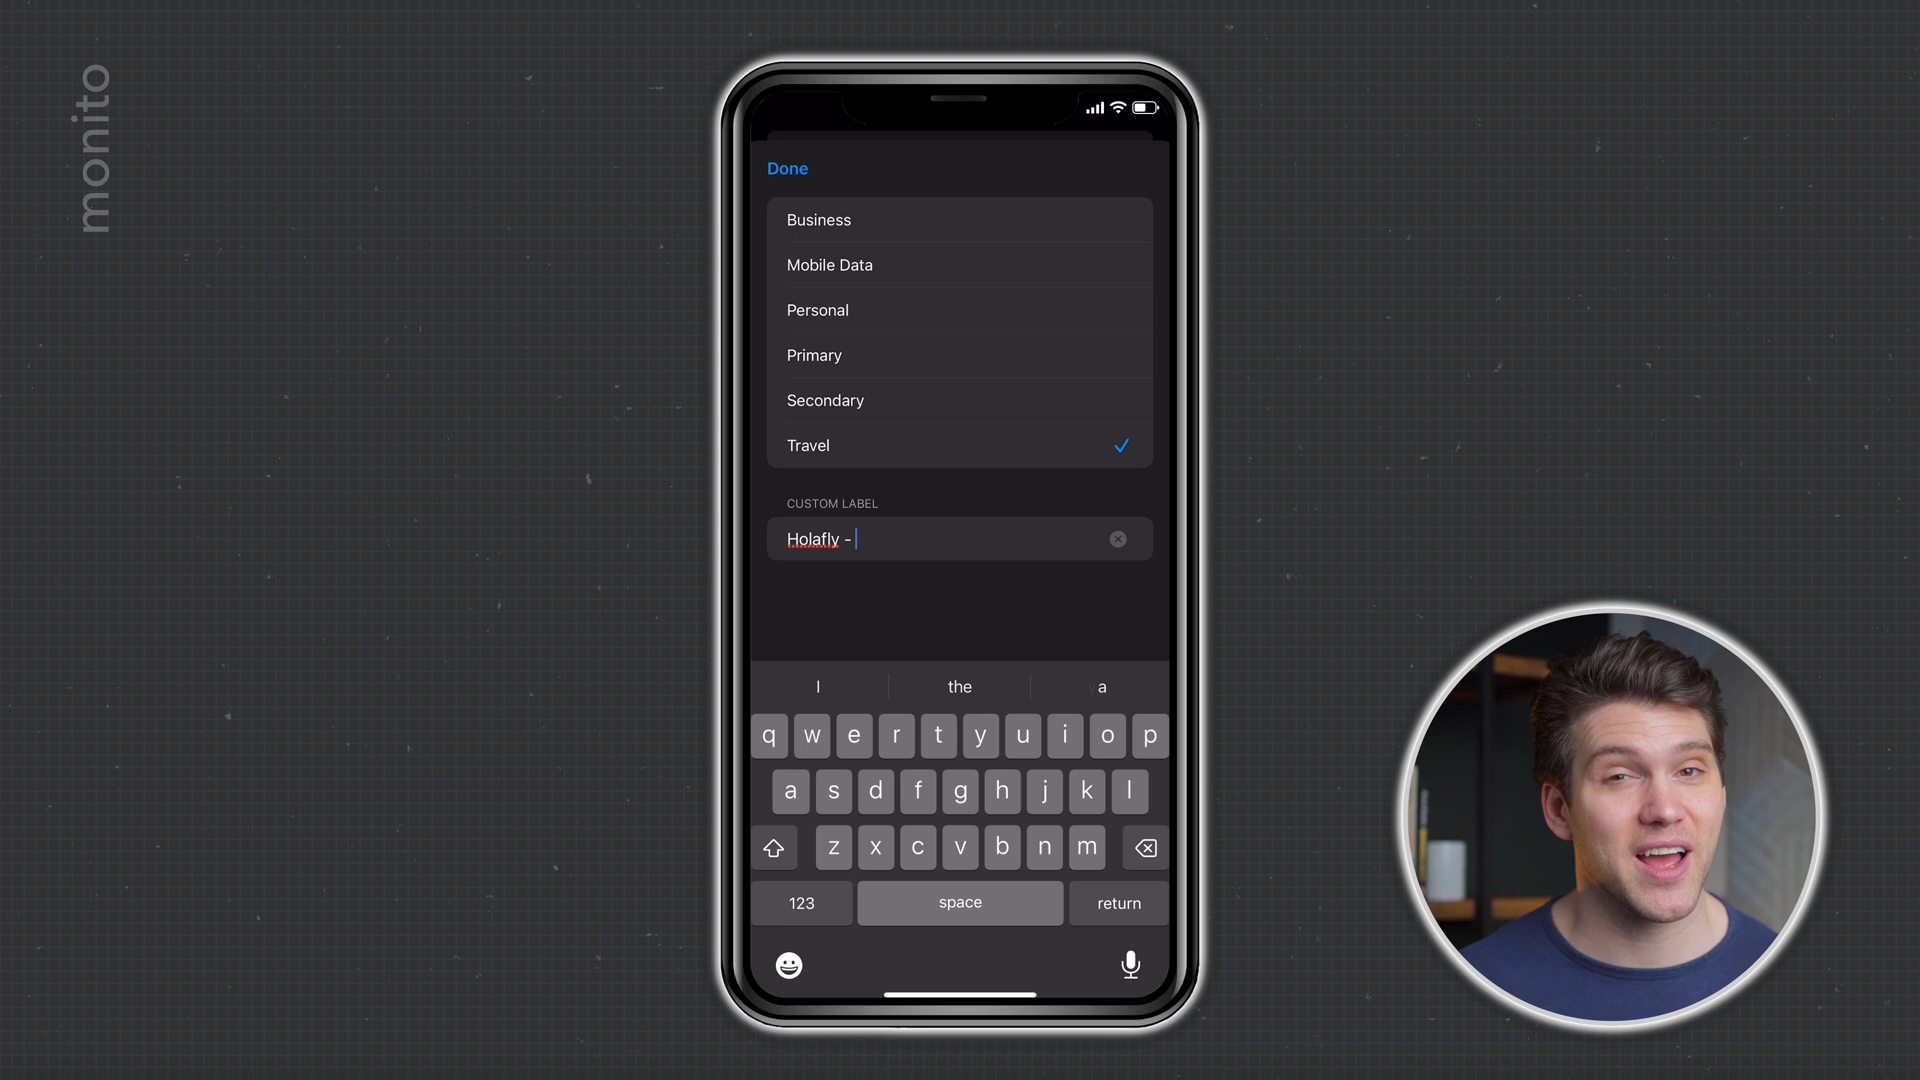 monito
Done
Business
Mobile Data
Personal
Primary
Secondary
Travel
CUSTOM LABEL
Holafly -
I the a
q w e r t y u i o p
a s d f g h j k l
z x c v b n m
123 space return